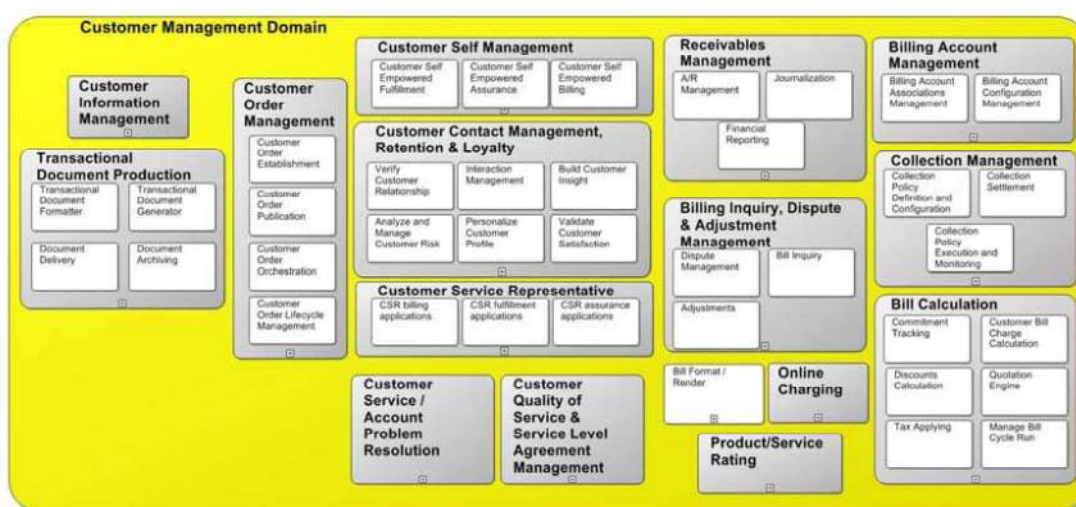 Customer Management Domain
Customer
Information
Management
Transactional
Document Production
Transactional
Document
Formatter
Transactional
Document
Generator
Document
Delivery
Document
Archiving
Customer
Order
Management
Customer
Order
Establishment
Customer
Order
Publication
Customer
Order
Orchestration
Customer
Order Lifecycle
Management
Customer Self Management
Customer Self
Empowered
Fulfillment
Customer Self
Empowered
Assurance
Customer Self
Empowered
Billing
Customer Contact Management,
Retention & Loyalty
Verify
Customer
Relationship
Interaction
Management
Build Customer
Insight
Analyze and
Manage
Customer Risk
Personalize
Customer
Profile
Validate
Customer
Satisfaction
Customer Service Representative
CSR billing
applications
CSR fulfillment
applications
CSR assurance
applications
Customer
Service /
Account
Problem
Resolution
Customer
Quality of
Service &
Service Level
Agreement
Management
Receivables
Management
A/R
Management
Journalization
Financial
Reporting
Billing Inquiry, Dispute
& Adjustment
Management
Dispute
Management
Bill Inquiry
Adjustments
Bill Format /
Render
Online
Charging
Product/Service
Rating
Billing Account
Management
Billing Account
Associations
Management
Billing Account
Configuration
Management
Collection Management
Collection
Policy
Definition and
Configuration
Collection
Settlement
Collection
Policy
Execution and
Monitoring
Bill Calculation
Commitment
Tracking
Customer Bill
Charge
Calculation
Discounts
Calculation
Quotation
Engine
Tax Applying
Manage Bill
Cycle Run